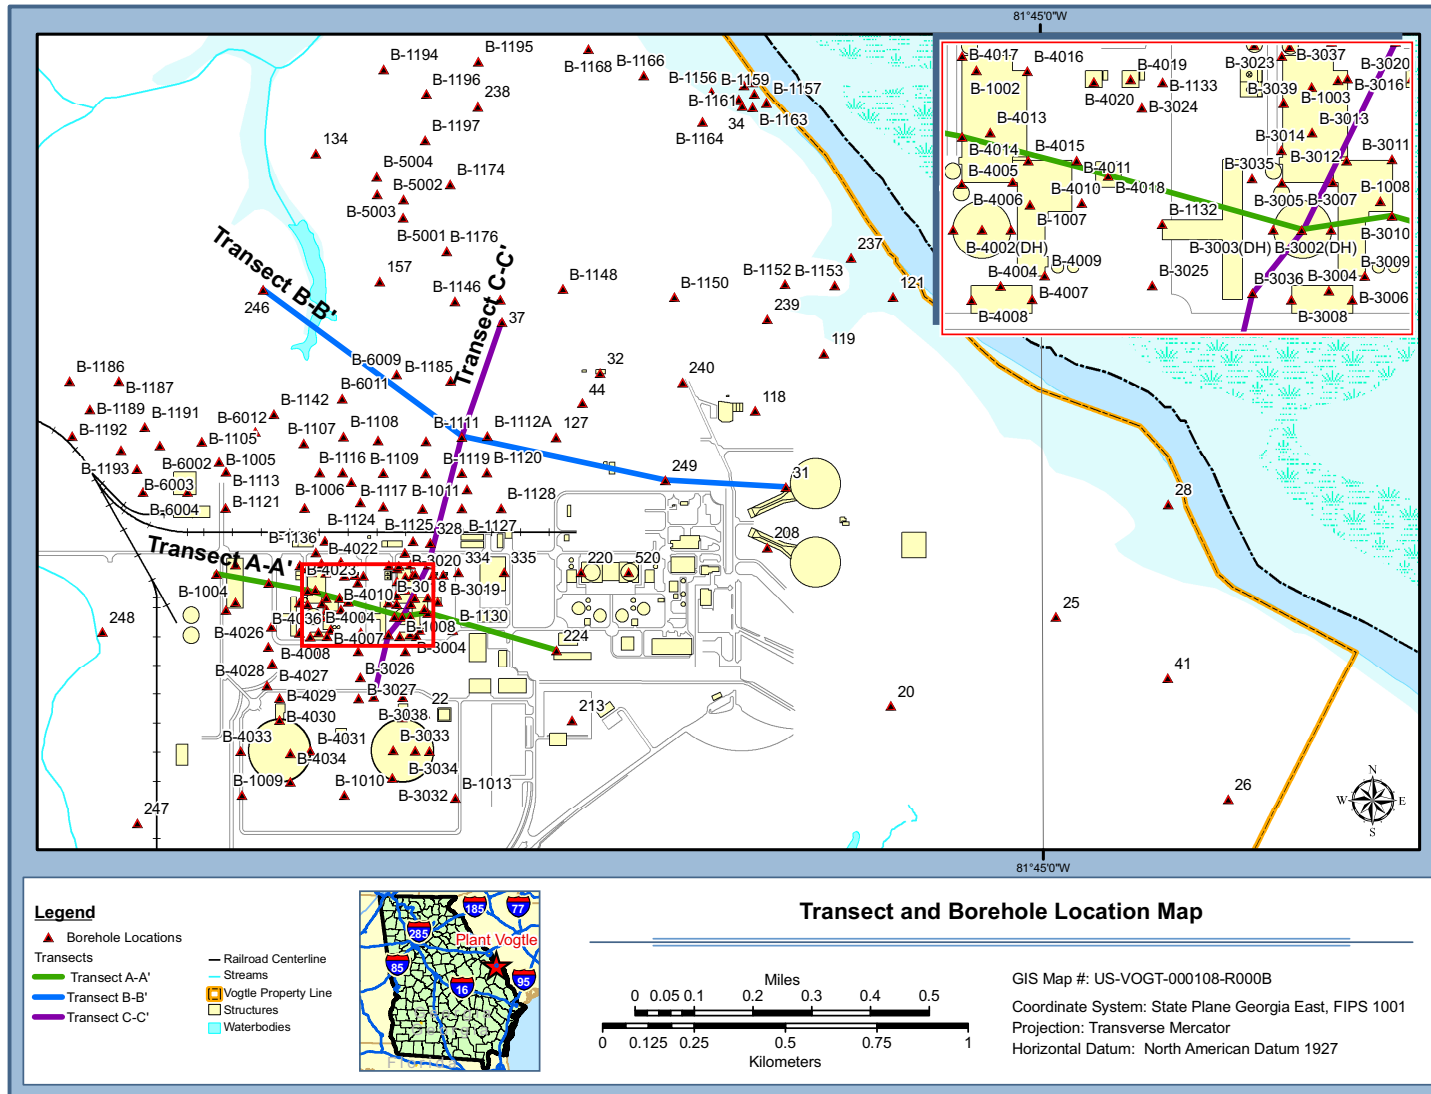 81°45'0"W
B-1194
B-1195
B-1196
238
B-1197
134
B-5004
B-1174
B-5002
B-5003
B-5001
B-1176
157
B-1146
B-1148
B-1168
B-1166
B-1156
B-1159
B-1157
B-1161
34
B-1163
B-1164
237
B-1152
B-1153
B-1150
239
121
119
Transect B-B'
246
Transect C-C'
37
B-6009
B-1185
B-6011
32
44
240
118
B-1186
B-1187
B-1189
B-1191
B-1192
B-1193
B-1142
B-6012
B-1105
B-1107
B-1108
B-1111
B-1112A
127
B-6002
B-1005
B-1113
B-1116
B-1109
B-1119
B-1120
B-6003
B-6004
B-1121
B-1006
B-1117
B-1011
B-1128
249
31
B-1124
B-1125
328
B-1127
B-1136
B-4022
Transect A-A'
B-4023
B-3020
334
335
220
520
208
B-1004
B-4010
B-3018
B-3019
B-1130
B-4036
B-4004
B-1008
B-4026
B-4007
B-3004
224
248
B-4008
B-3026
B-4028
B-4027
B-3027
B-4029
B-4030
B-3038
22
213
B-4033
B-4031
B-3033
B-4034
B-3034
B-1009
B-1010
B-3032
B-1013
247
28
25
41
20
26
B-4017
B-4016
B-1002
B-4020
B-4019
B-1133
B-3024
B-3023
B-3037
B-3020
B-3016
B-3039
B-1003
B-4013
B-4014
B-4015
B-3014
B-3013
B-3012
B-3011
B-4005
B-4011
B-4018
B-3035
B-4006
B-4010
B-1007
B-1132
B-3005
B-3007
B-1008
B-3010
B-4002(DH)
B-3003(DH)
B-3002(DH)
B-4004
B-4009
B-3025
B-3036
B-3004
B-3009
B-4007
B-4008
B-3008
B-3006
N
W
E
S
81°45'0"W
Legend
Borehole Locations
Transects
Transect A-A'
Transect B-B'
Transect C-C'
Railroad Centerline
Streams
Vogtle Property Line
Structures
Waterbodies
185
77
285
Plant Vogtle
85
16
95
Transect and Borehole Location Map
Miles
0 0.05 0.1 0.2 0.3 0.4 0.5
0 0.125 0.25 0.5 0.75 1
Kilometers
GIS Map #: US-VOGT-000108-R000B
Coordinate System: State Plane Georgia East, FIPS 1001
Projection: Transverse Mercator
Horizontal Datum: North American Datum 1927